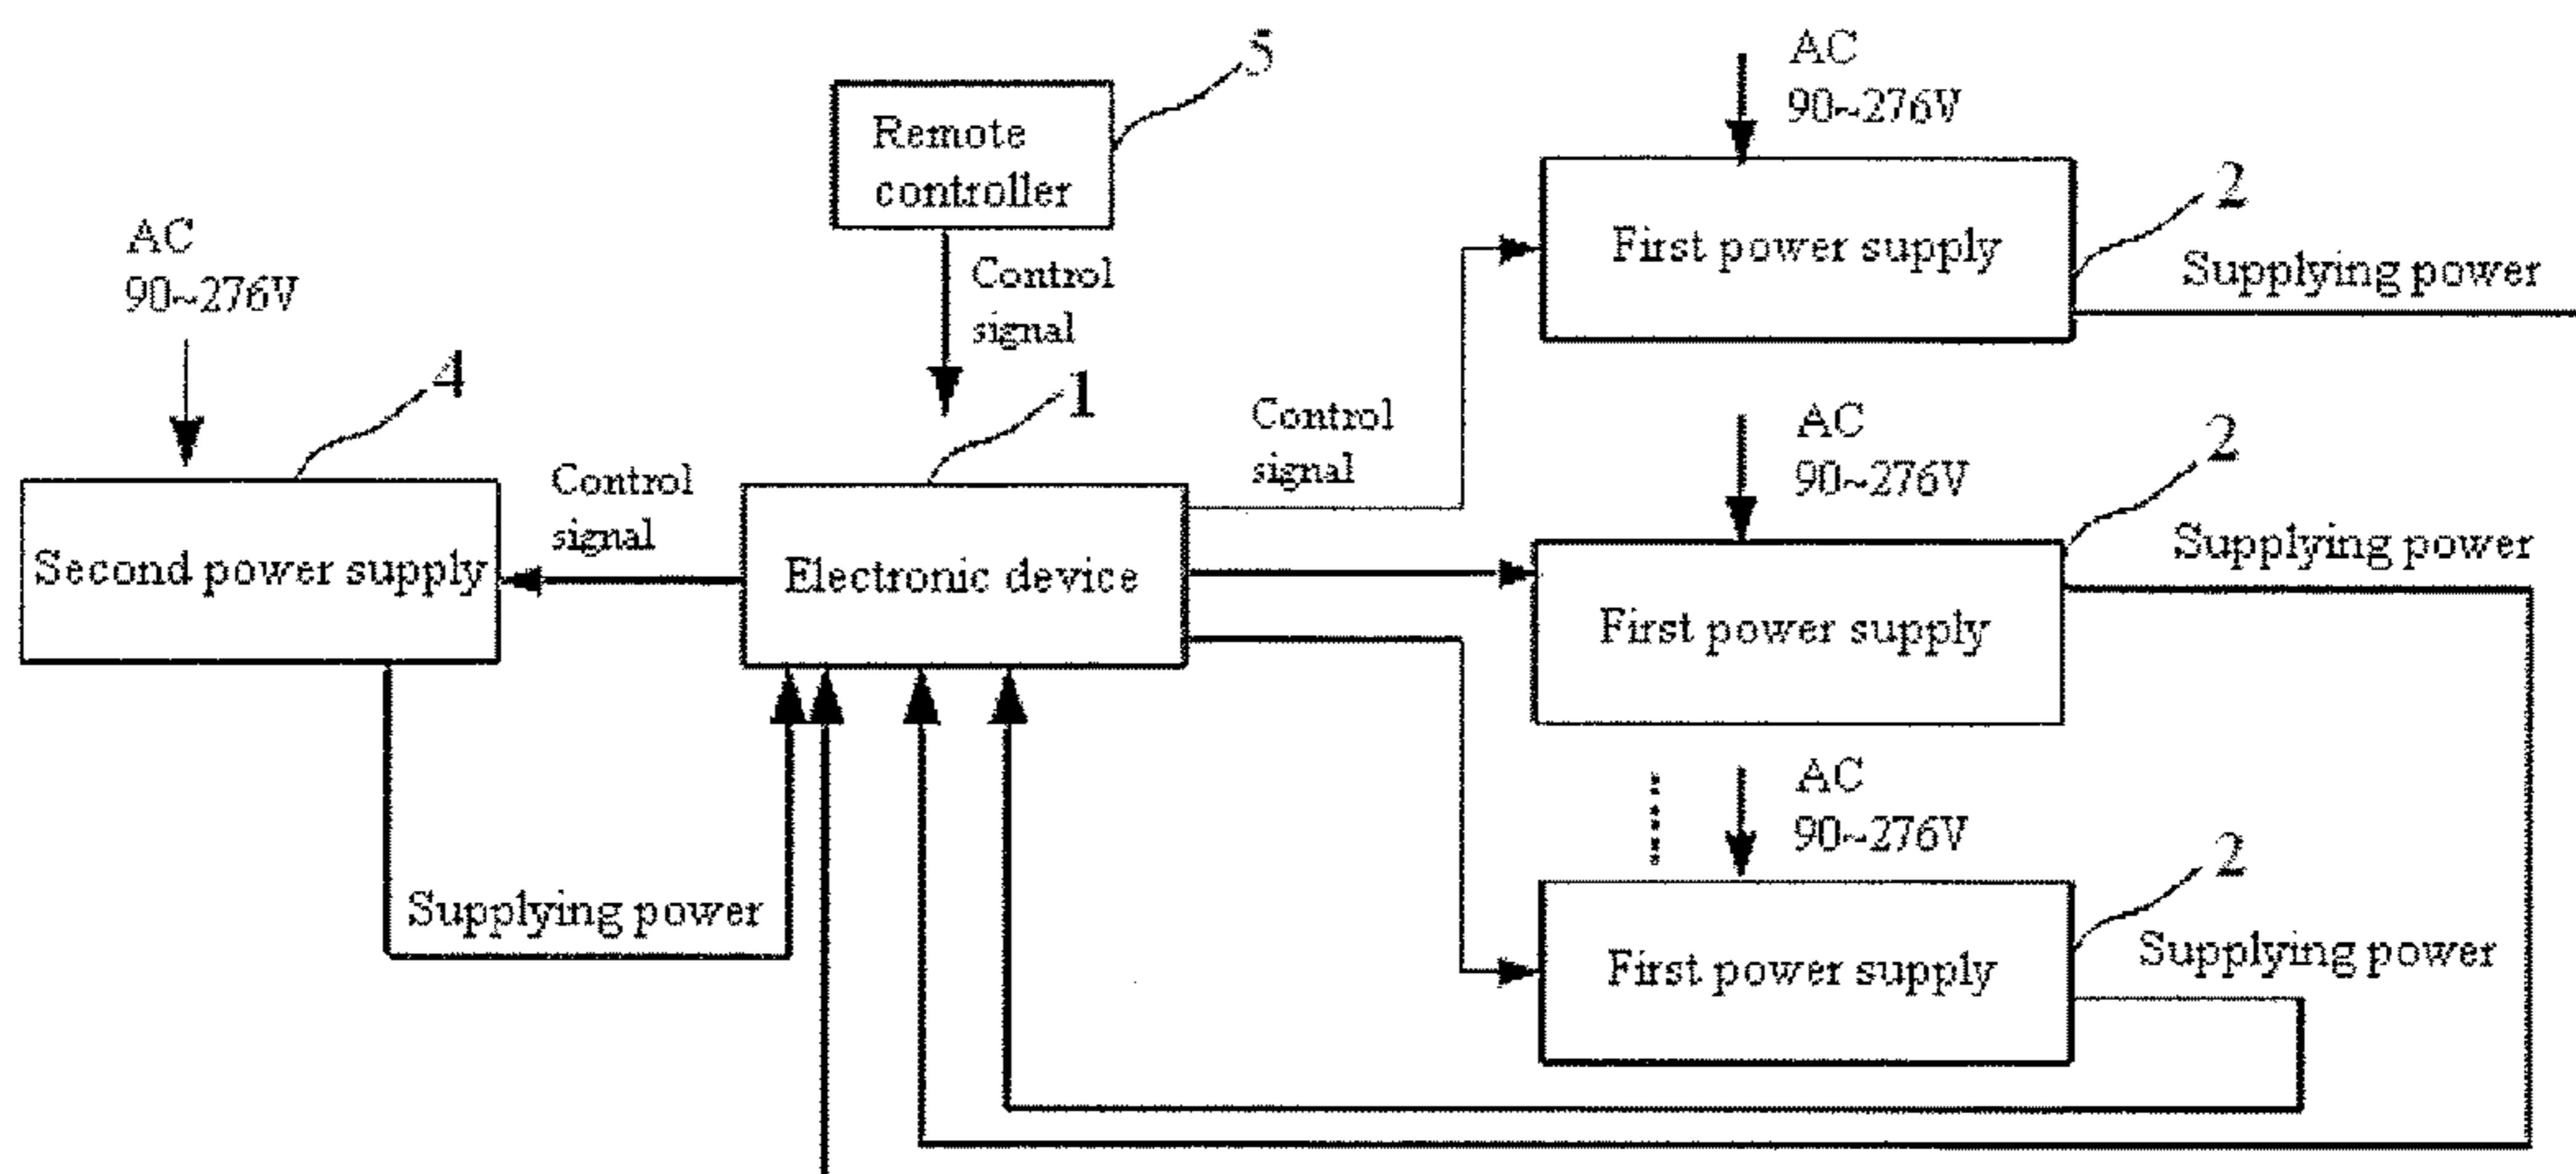 5
AC
90~276V
Remote
controller
2
First power supply
Supplying power
AC
90~276V
Control
signal
4
1
Control
signal
AC
90~276V
2
Control
signal
Second power supply
Electronic device
Supplying power
First power supply
AC
90~276V
2
Supplying power
First power supply
Supplying power